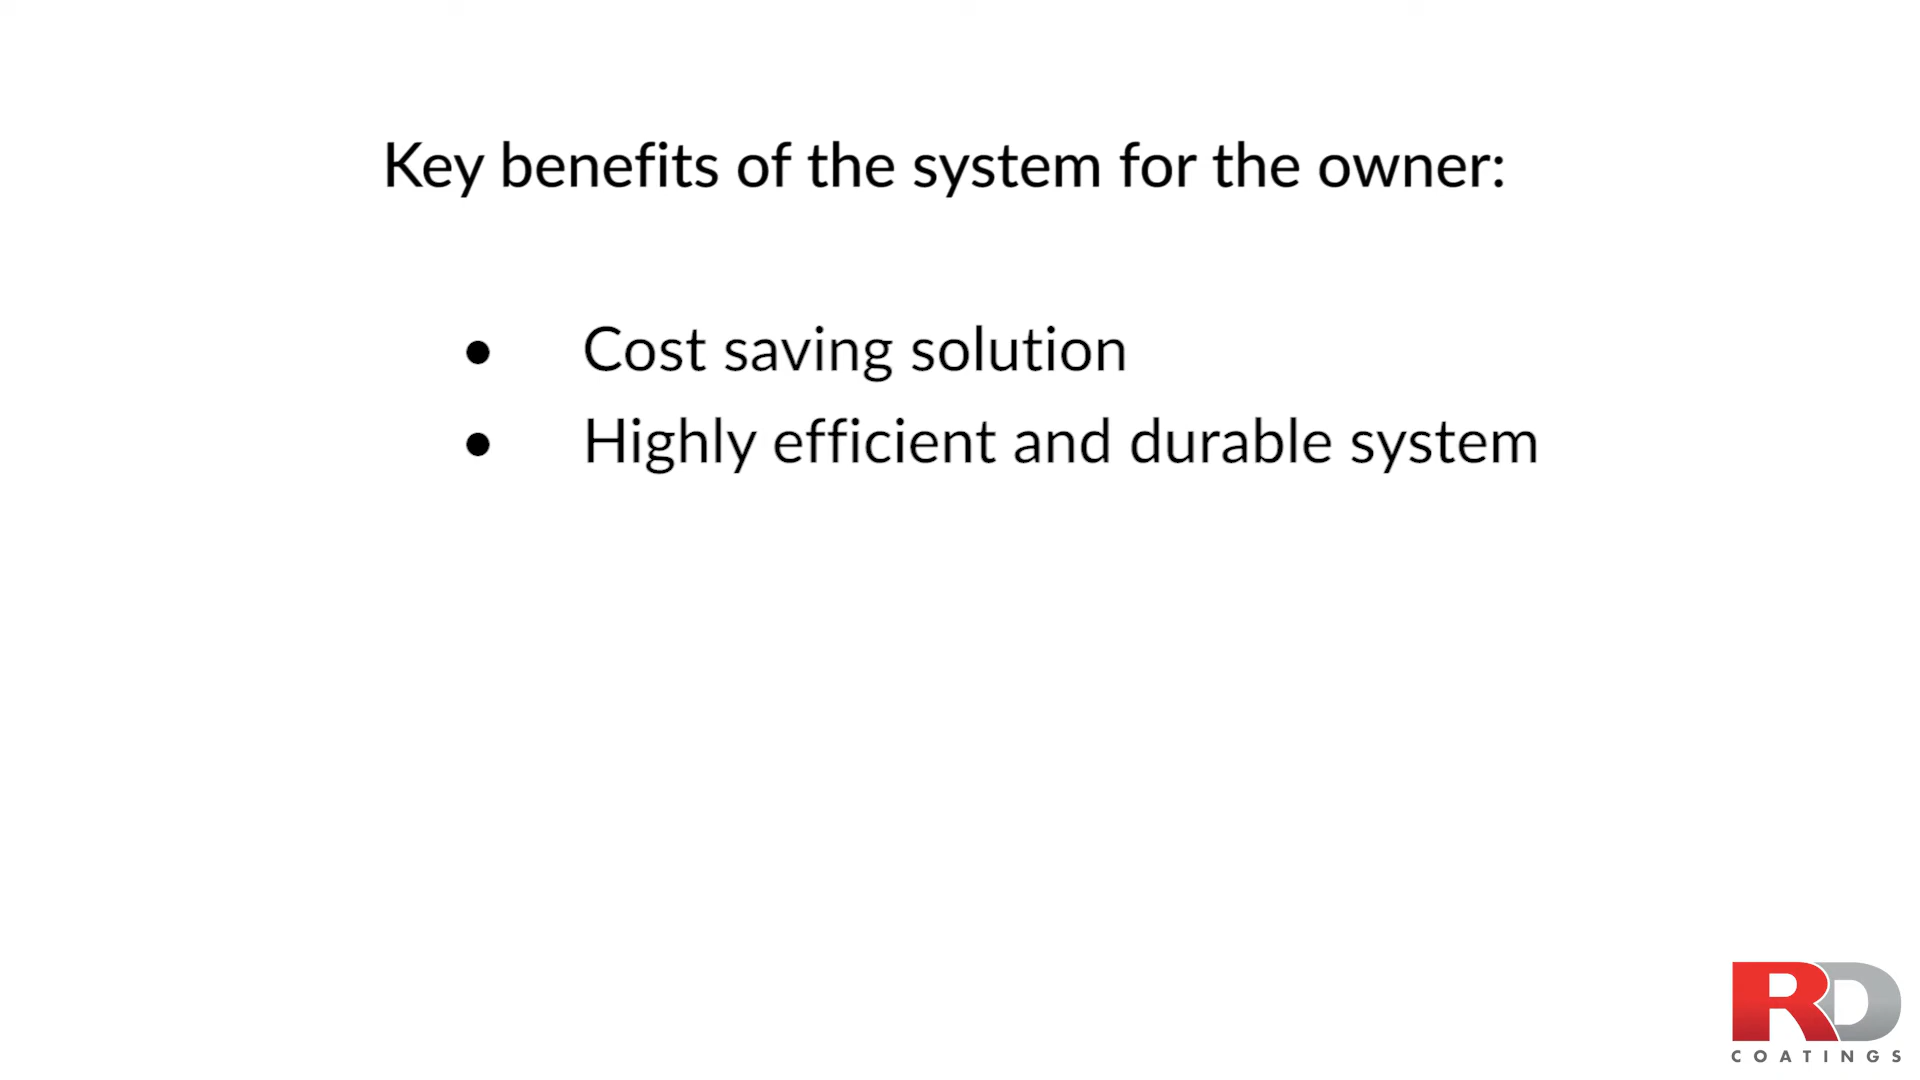 Key benefits of the system for the owner:
● Cost saving solution
● Highly efficient and durable system
RD
COATINGS